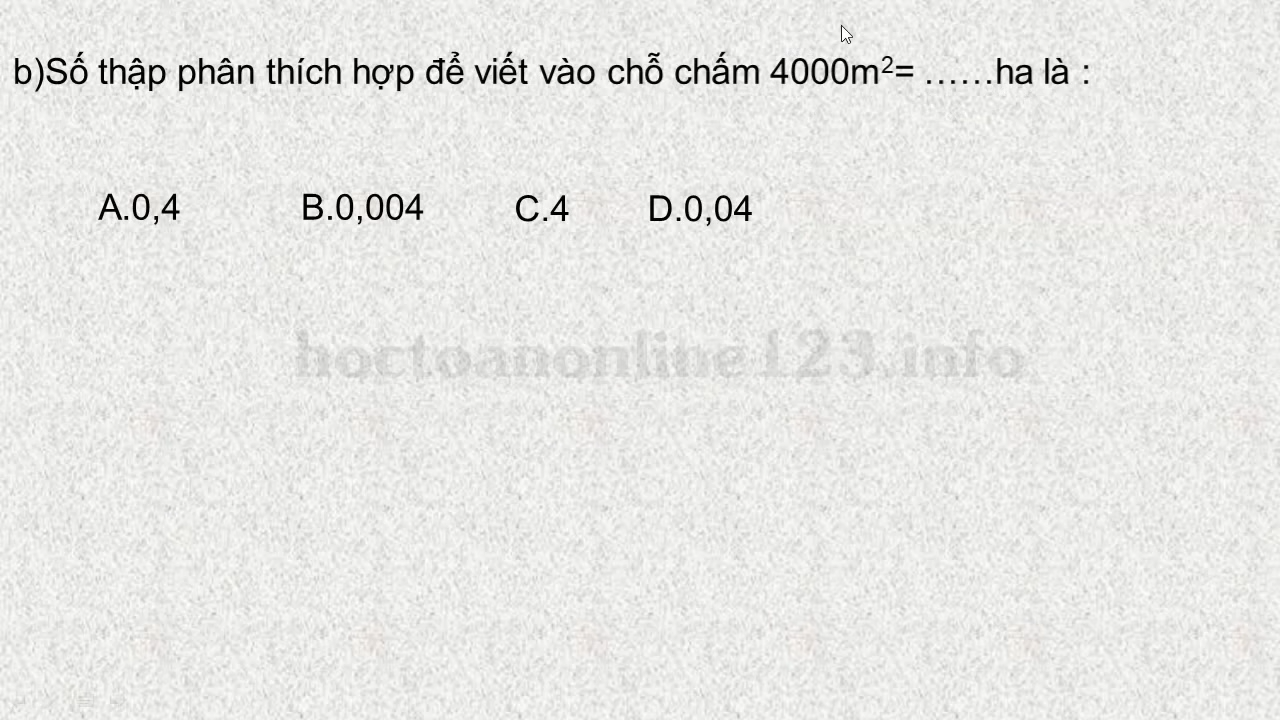 b)Số thập phân thích hợp để viết vào chỗ chấm 4000m²= ……ha là :
A.0,4 B.0,004 C.4 D.0,04
hoctoanonline123.info